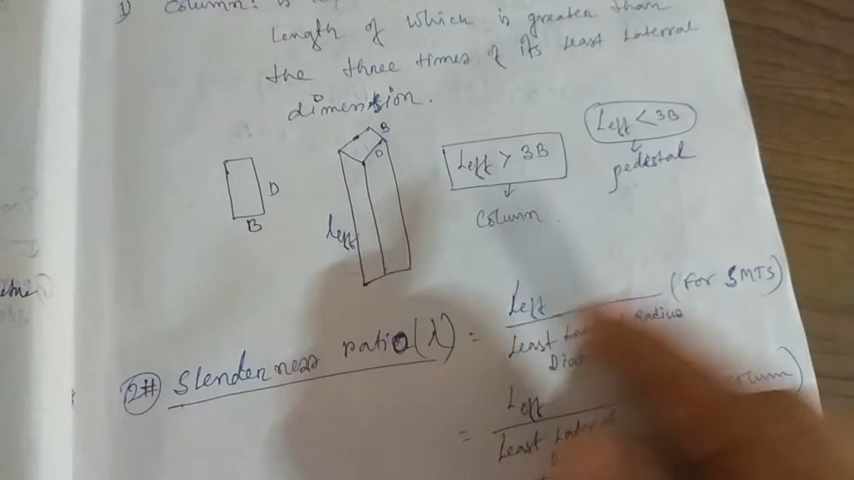 1) Column: is
length of which is greater than
the three times of its least lateral
dimension.
B
D
D
B
Leff
Leff > 3B
Column
Leff < 3B
pedestal
2# Slenderness ratio (λ) = Leff (For SMTS)
Least Radius
= Leff
Least Lateral